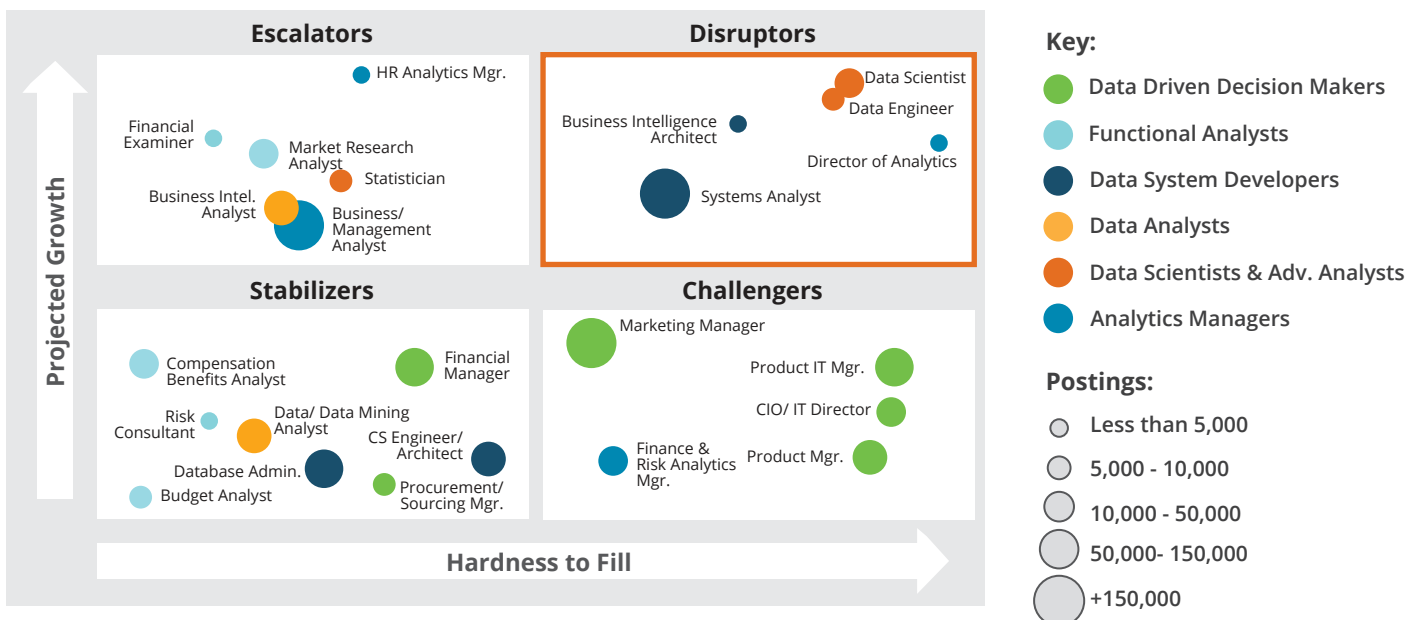 Escalators
HR Analytics Mgr.
Financial
Examiner
Market Research
Analyst
Statistician
Business Intel.
Analyst
Business/
Management
Analyst
Disruptors
Data Scientist
Data Engineer
Business Intelligence
Architect
Director of Analytics
Systems Analyst
Stabilizers
Compensation
Benefits Analyst
Financial
Manager
Risk
Consultant
Data/ Data Mining
Analyst
CS Engineer/
Architect
Database Admin.
Budget Analyst
Procurement/
Sourcing Mgr.
Challengers
Marketing Manager
Product IT Mgr.
CIO/ IT Director
Finance &
Risk Analytics
Mgr.
Product Mgr.
Projected Growth
Hardness to Fill
Key:
Data Driven Decision Makers
Functional Analysts
Data System Developers
Data Analysts
Data Scientists & Adv. Analysts
Analytics Managers
Postings:
Less than 5,000
5,000 - 10,000
10,000 - 50,000
50,000- 150,000
+150,000